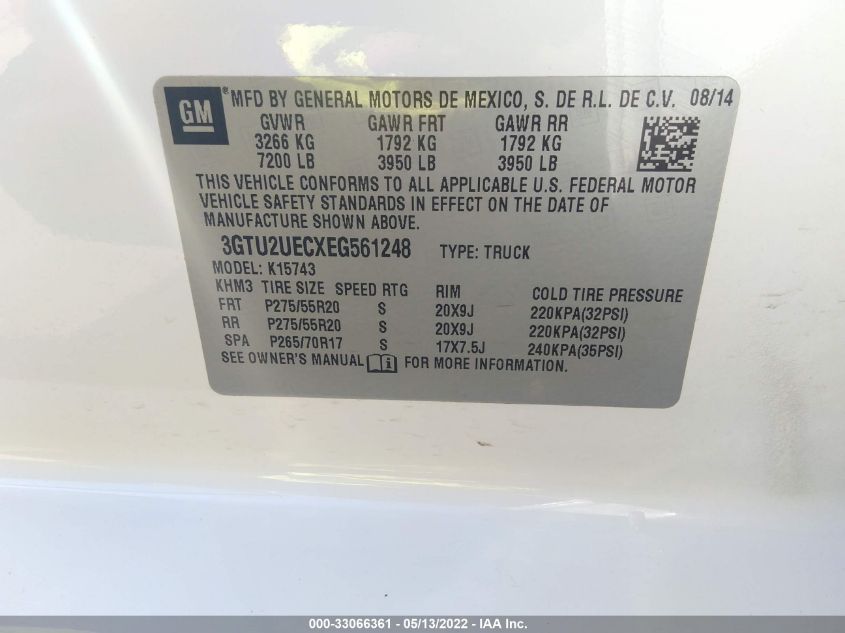 GM ® MFD BY GENERAL MOTORS DE MEXICO, S. DE R.L. DE C.V. 08/14
GVWR GAWR FRT GAWR RR
3266 KG 1792 KG 1792 KG
7200 LB 3950 LB 3950 LB
THIS VEHICLE CONFORMS TO ALL APPLICABLE U.S. FEDERAL MOTOR
VEHICLE SAFETY STANDARDS IN EFFECT ON THE DATE OF
MANUFACTURE SHOWN ABOVE.
3GTU2UECXEG561248 TYPE: TRUCK
MODEL: K15743
KHM3 TIRE SIZE SPEED RTG RIM COLD TIRE PRESSURE
FRT P275/55R20 S 20X9J 220KPA(32PSI)
RR P275/55R20 S 20X9J 220KPA(32PSI)
SPA P265/70R17 S 17X7.5J 240KPA(35PSI)
SEE OWNER'S MANUAL i FOR MORE INFORMATION.
000-33066361 - 05/13/2022 - IAA Inc.